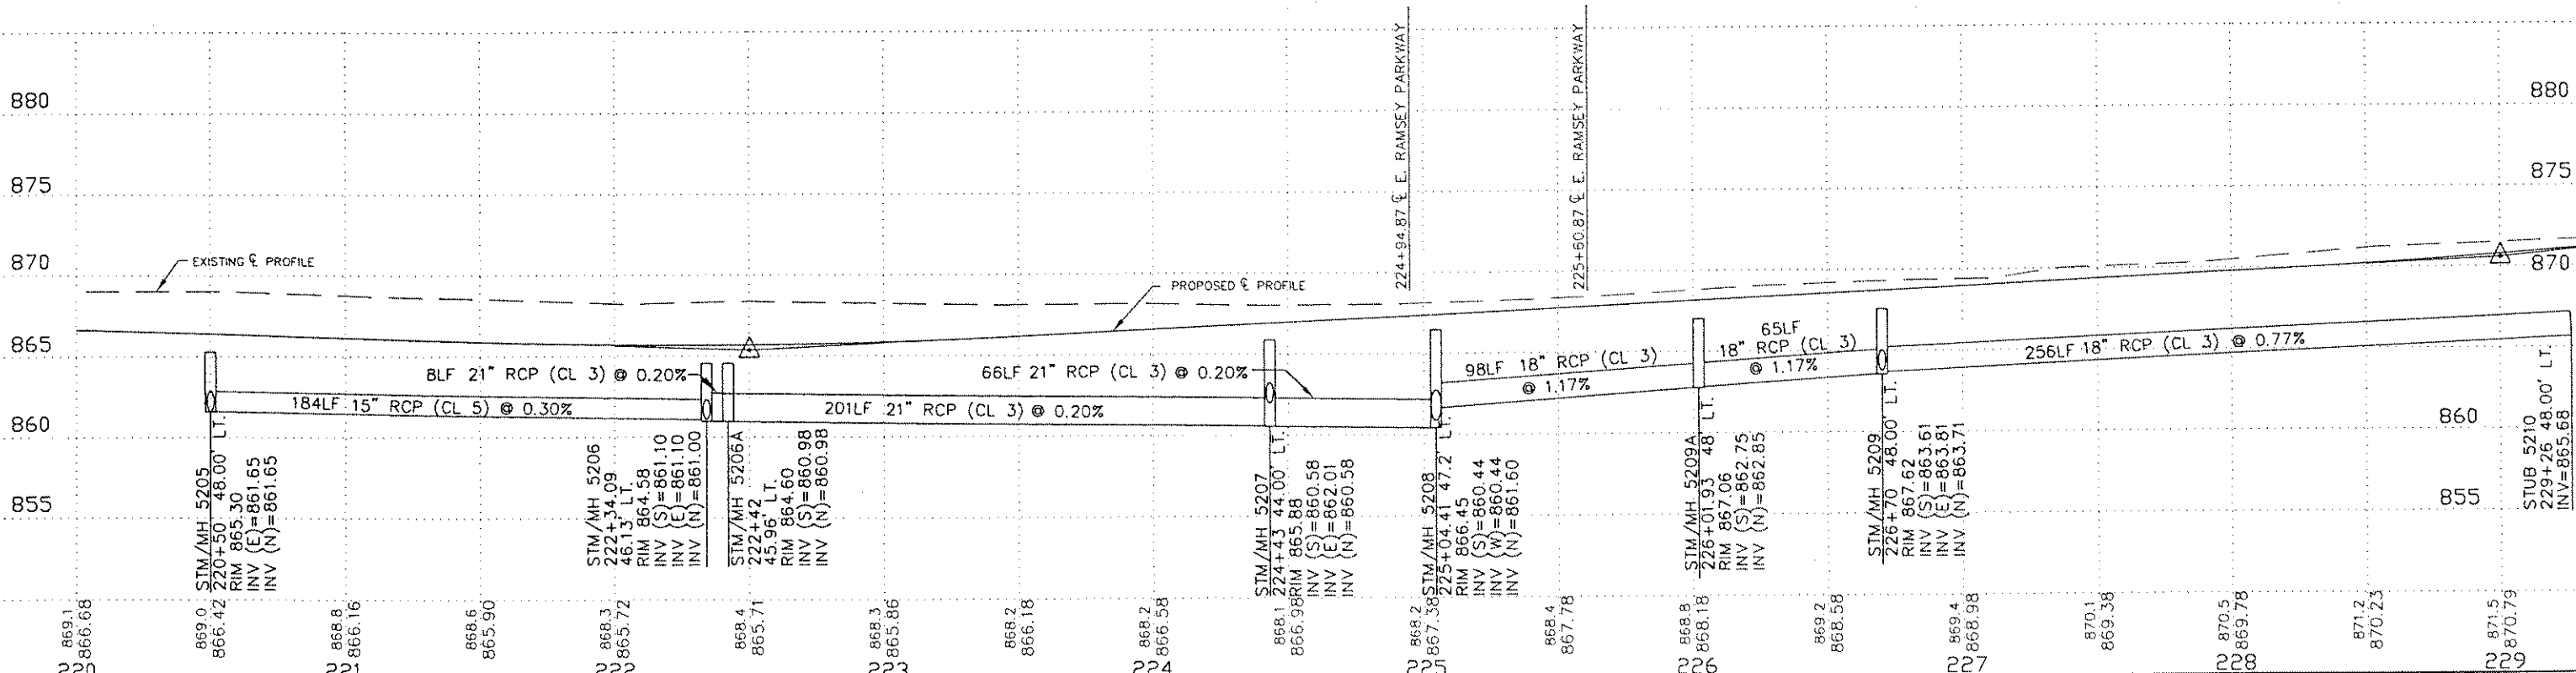 224+94.87 ℄ E. RAMSEY PARKWAY
225+60.87 ℄ E. RAMSEY PARKWAY
880
880
875
875
870
870
EXISTING ℄ PROFILE
PROPOSED ℄ PROFILE
865
860
860
855
855
184LF 15" RCP (CL 5) @ 0.30%
8LF 21" RCP (CL 3) @ 0.20%
201LF 21" RCP (CL 3) @ 0.20%
66LF 21" RCP (CL 3) @ 0.20%
98LF 18" RCP (CL 3)
@ 1.17%
65LF
18" RCP (CL 3)
@ 1.17%
256LF 18" RCP (CL 3) @ 0.77%
STM/MH 5205
220+50 48.00' LT.
RIM 865.30
INV (E)=861.65
INV (N)=861.65
STM/MH 5206
222+34.09
46.13' LT.
RIM 864.58
INV (S)=861.10
INV (E)=861.10
INV (N)=861.00
STM/MH 5206A
222+42
45.96' LT.
RIM 864.60
INV (S)=860.98
INV (N)=860.98
STM/MH 5207
224+43 44.00' LT.
RIM 865.88
INV (S)=860.58
INV (E)=862.01
INV (N)=860.58
STM/MH 5208
225+04.41 47.2' LT.
RIM 866.45
INV (S)=860.44
INV (W)=860.44
INV (N)=861.60
STM/MH 5209A
226+01.93 48' LT.
RIM 867.06
INV (S)=862.75
INV (N)=862.85
STM/MH 5209
226+70 48.00' LT.
RIM 867.62
INV (S)=863.61
INV (E)=863.81
INV (N)=863.71
STUB 5210
229+26 48.00' LT.
INV=865.68
869.1
866.68
869.0
866.42
868.8
866.16
868.6
865.90
868.3
865.72
868.4
865.71
868.3
865.86
868.2
866.18
868.2
866.58
868.1
866.98
868.2
867.38
868.4
867.78
868.8
868.18
869.2
868.58
869.4
868.98
870.1
869.38
870.5
869.78
871.2
870.23
871.5
870.79
220
221
222
223
224
225
226
227
228
229